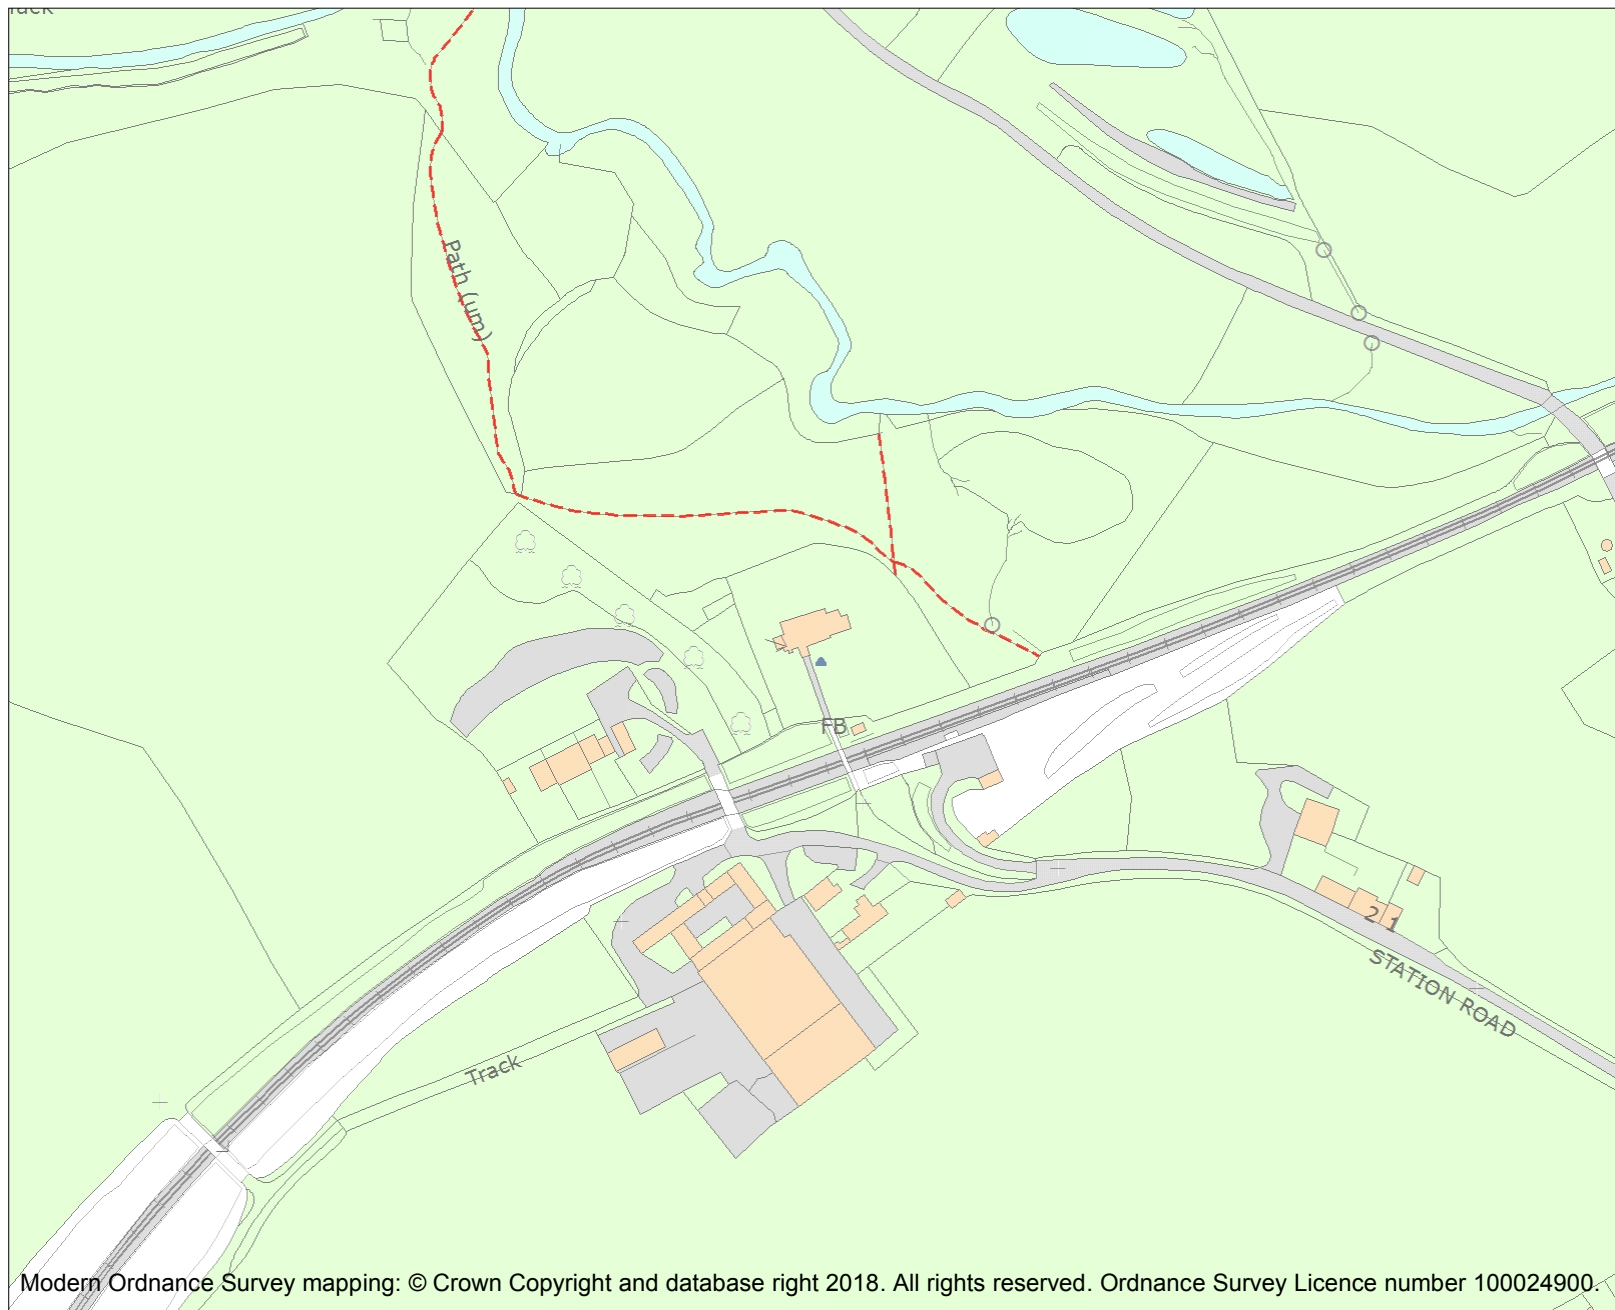 Path (um)
FB
2 1
STATION ROAD
Track
Modern Ordnance Survey mapping: © Crown Copyright and database right 2018. All rights reserved. Ordnance Survey Licence number 100024900.